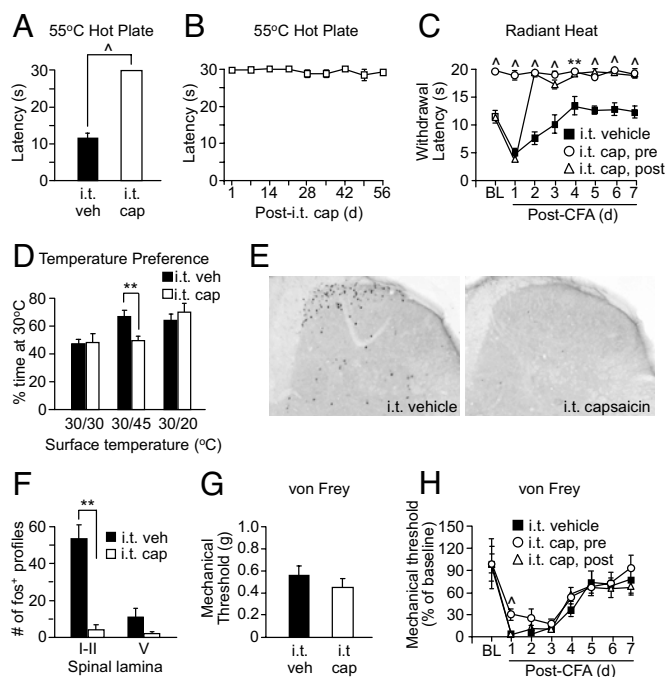 A
55°C Hot Plate
^
Latency (s)
30
20
10
0
i.t. veh
i.t. cap
B
55°C Hot Plate
Latency (s)
30
20
10
0
1 14 28 42 56
Post-i.t. cap (d)
C
Radiant Heat
^ ^ ^ ^ ** ^ ^ ^
Withdrawal
Latency (s)
20
15
10
5
0
i.t. vehicle
i.t. cap, pre
i.t. cap, post
BL 1 2 3 4 5 6 7
Post-CFA (d)
D
Temperature Preference
i.t. veh
i.t. cap
**
% time at 30°C
80
60
40
20
0
30/30 30/45 30/20
Surface temperature (°C)
E
i.t. vehicle
i.t. capsaicin
F
**
i.t. veh
i.t. cap
# of fos+ profiles
60
40
20
0
I-II V
Spinal lamina
G
von Frey
Mechanical
Threshold (g)
1.0
0.8
0.6
0.4
0.2
0
i.t. veh
i.t cap
H
von Frey
i.t. vehicle
i.t. cap, pre
i.t. cap, post
^
Mechanical threshold
(% of baseline)
150
120
90
60
30
0
BL 1 2 3 4 5 6 7
Post-CFA (d)